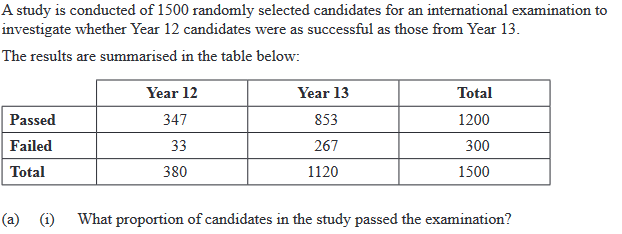 A study is conducted of 1500 randomly selected candidates for an international examination to
investigate whether Year 12 candidates were as successful as those from Year 13.
The results are summarised in the table below:
Year 12 Year 13 Total
Passed 347 853 1200
Failed 33 267 300
Total 380 1120 1500
(a) (i) What proportion of candidates in the study passed the examination?